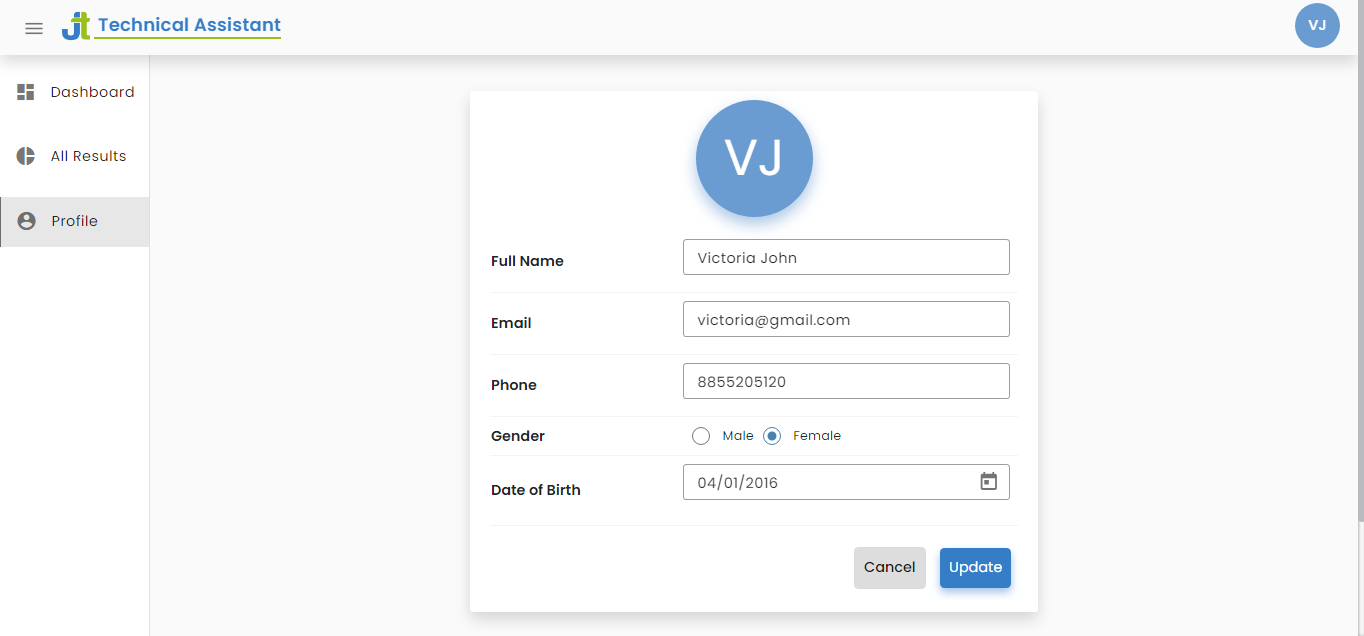 Jt Technical Assistant
VJ
Dashboard
All Results
Profile
VJ
Full Name
Victoria John
Email
victoria@gmail.com
Phone
8855205120
Gender
Male Female
Date of Birth
04/01/2016
Cancel Update